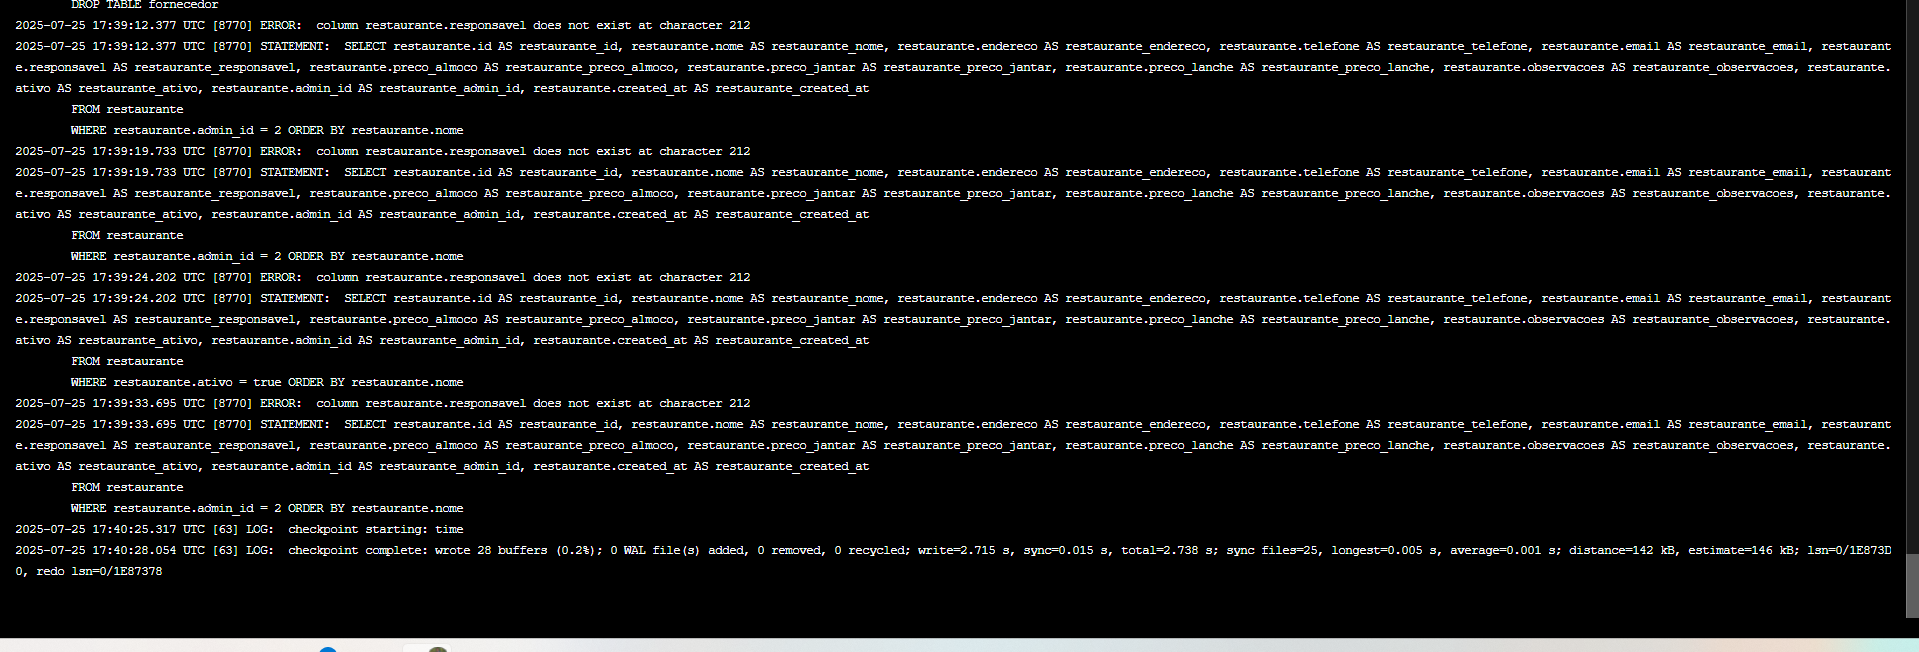 DROP TABLE fornecedor
2025-07-25 17:39:12.377 UTC [8770] ERROR:  column restaurante.responsavel does not exist at character 212
2025-07-25 17:39:12.377 UTC [8770] STATEMENT:  SELECT restaurante.id AS restaurante_id, restaurante.nome AS restaurante_nome, restaurante.endereco AS restaurante_endereco, restaurante.telefone AS restaurante_telefone, restaurante.email AS restaurante_email, restaurant
e.responsavel AS restaurante_responsavel, restaurante.preco_almoco AS restaurante_preco_almoco, restaurante.preco_jantar AS restaurante_preco_jantar, restaurante.preco_lanche AS restaurante_preco_lanche, restaurante.observacoes AS restaurante_observacoes, restaurante.
ativo AS restaurante_ativo, restaurante.admin_id AS restaurante_admin_id, restaurante.created_at AS restaurante_created_at
FROM restaurante
WHERE restaurante.admin_id = 2 ORDER BY restaurante.nome
2025-07-25 17:39:19.733 UTC [8770] ERROR:  column restaurante.responsavel does not exist at character 212
2025-07-25 17:39:19.733 UTC [8770] STATEMENT:  SELECT restaurante.id AS restaurante_id, restaurante.nome AS restaurante_nome, restaurante.endereco AS restaurante_endereco, restaurante.telefone AS restaurante_telefone, restaurante.email AS restaurante_email, restaurant
e.responsavel AS restaurante_responsavel, restaurante.preco_almoco AS restaurante_preco_almoco, restaurante.preco_jantar AS restaurante_preco_jantar, restaurante.preco_lanche AS restaurante_preco_lanche, restaurante.observacoes AS restaurante_observacoes, restaurante.
ativo AS restaurante_ativo, restaurante.admin_id AS restaurante_admin_id, restaurante.created_at AS restaurante_created_at
FROM restaurante
WHERE restaurante.admin_id = 2 ORDER BY restaurante.nome
2025-07-25 17:39:24.202 UTC [8770] ERROR:  column restaurante.responsavel does not exist at character 212
2025-07-25 17:39:24.202 UTC [8770] STATEMENT:  SELECT restaurante.id AS restaurante_id, restaurante.nome AS restaurante_nome, restaurante.endereco AS restaurante_endereco, restaurante.telefone AS restaurante_telefone, restaurante.email AS restaurante_email, restaurant
e.responsavel AS restaurante_responsavel, restaurante.preco_almoco AS restaurante_preco_almoco, restaurante.preco_jantar AS restaurante_preco_jantar, restaurante.preco_lanche AS restaurante_preco_lanche, restaurante.observacoes AS restaurante_observacoes, restaurante.
ativo AS restaurante_ativo, restaurante.admin_id AS restaurante_admin_id, restaurante.created_at AS restaurante_created_at
FROM restaurante
WHERE restaurante.ativo = true ORDER BY restaurante.nome
2025-07-25 17:39:33.695 UTC [8770] ERROR:  column restaurante.responsavel does not exist at character 212
2025-07-25 17:39:33.695 UTC [8770] STATEMENT:  SELECT restaurante.id AS restaurante_id, restaurante.nome AS restaurante_nome, restaurante.endereco AS restaurante_endereco, restaurante.telefone AS restaurante_telefone, restaurante.email AS restaurante_email, restaurant
e.responsavel AS restaurante_responsavel, restaurante.preco_almoco AS restaurante_preco_almoco, restaurante.preco_jantar AS restaurante_preco_jantar, restaurante.preco_lanche AS restaurante_preco_lanche, restaurante.observacoes AS restaurante_observacoes, restaurante.
ativo AS restaurante_ativo, restaurante.admin_id AS restaurante_admin_id, restaurante.created_at AS restaurante_created_at
FROM restaurante
WHERE restaurante.admin_id = 2 ORDER BY restaurante.nome
2025-07-25 17:40:25.317 UTC [63] LOG:  checkpoint starting: time
2025-07-25 17:40:28.054 UTC [63] LOG:  checkpoint complete: wrote 28 buffers (0.2%); 0 WAL file(s) added, 0 removed, 0 recycled; write=2.715 s, sync=0.015 s, total=2.738 s; sync files=25, longest=0.005 s, average=0.001 s; distance=142 kB, estimate=146 kB; lsn=0/1E873D
0, redo lsn=0/1E87378